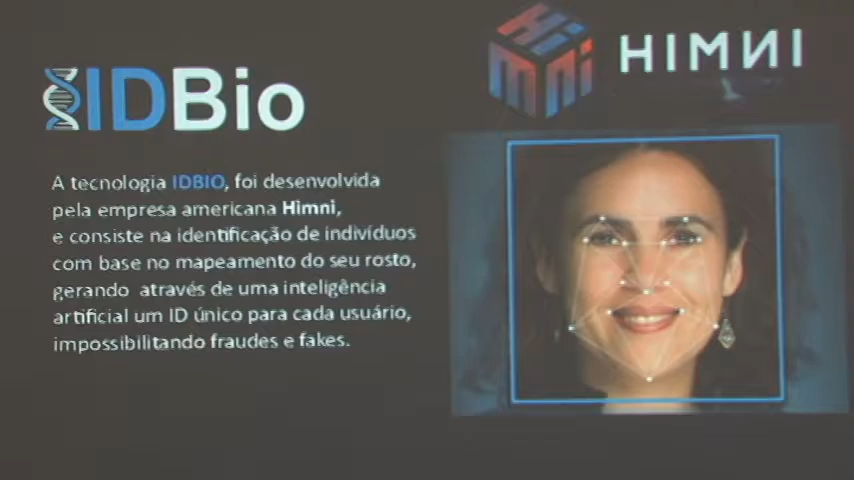 IDBio
HIMNI
A tecnologia IDBIO, foi desenvolvida
pela empresa americana Himni,
e consiste na identificação de indivíduos
com base no mapeamento do seu rosto,
gerando através de uma inteligência
artificial um ID único para cada usuário,
impossibilitando fraudes e fakes.